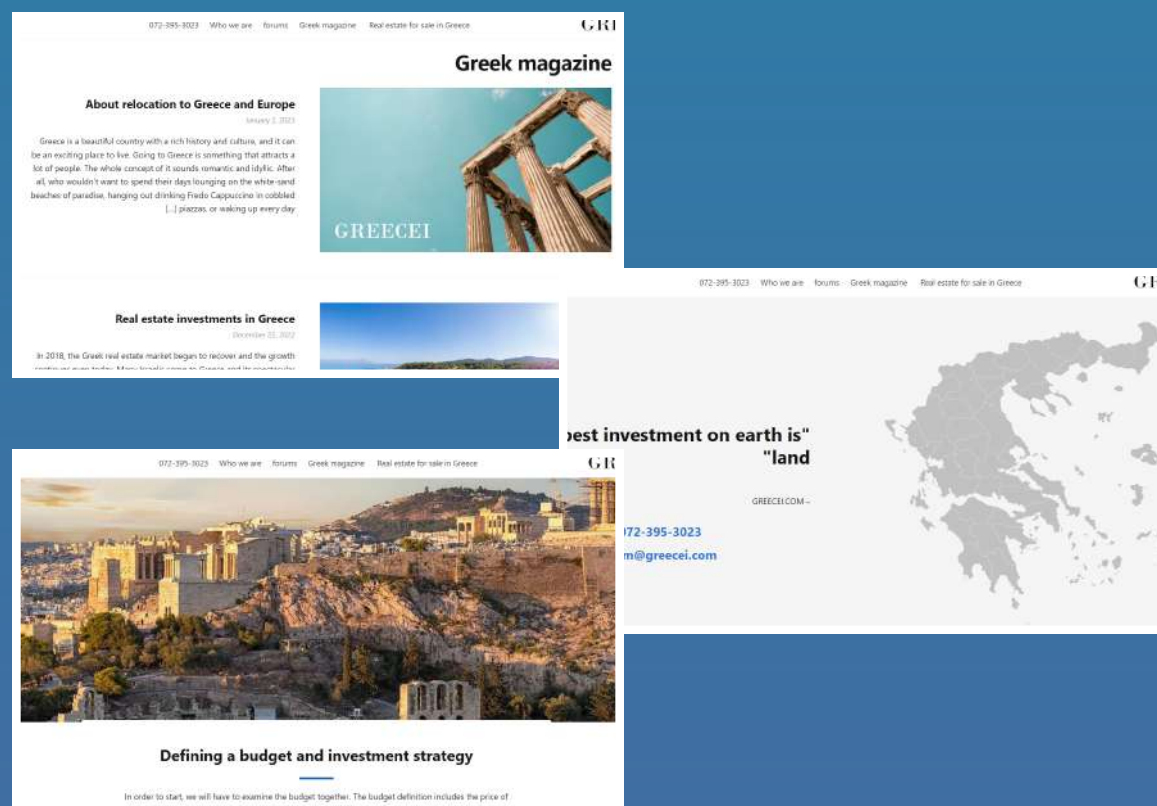 072-395-3023 Who we are forums Greek magazine Real estate for sale in Greece
Greek magazine
About relocation to Greece and Europe
January 2, 2023
Greece is a beautiful country with a rich history and culture, and it can
be an exciting place to live. Going to Greece is something that attracts a
lot of people. The whole concept of it sounds romantic and idyllic. After
all, who wouldn't want to spend their days lounging on the white-sand
beaches of paradise, hanging out drinking Fredo Cappuccino in cobbled
[...] piazzas, or waking up every day
GREECEI
Real estate investments in Greece
December 22, 2022
In 2018, the Greek real estate market began to recover and the growth
072-395-3023 Who we are forums Greek magazine Real estate for sale in Greece
best investment on earth is"
"land
GREECEI.COM –
072-395-3023
m@greecei.com
072-395-3023 Who we are forums Greek magazine Real estate for sale in Greece
GR
Defining a budget and investment strategy
In order to start, we will have to examine the budget together. The budget definition includes the price of